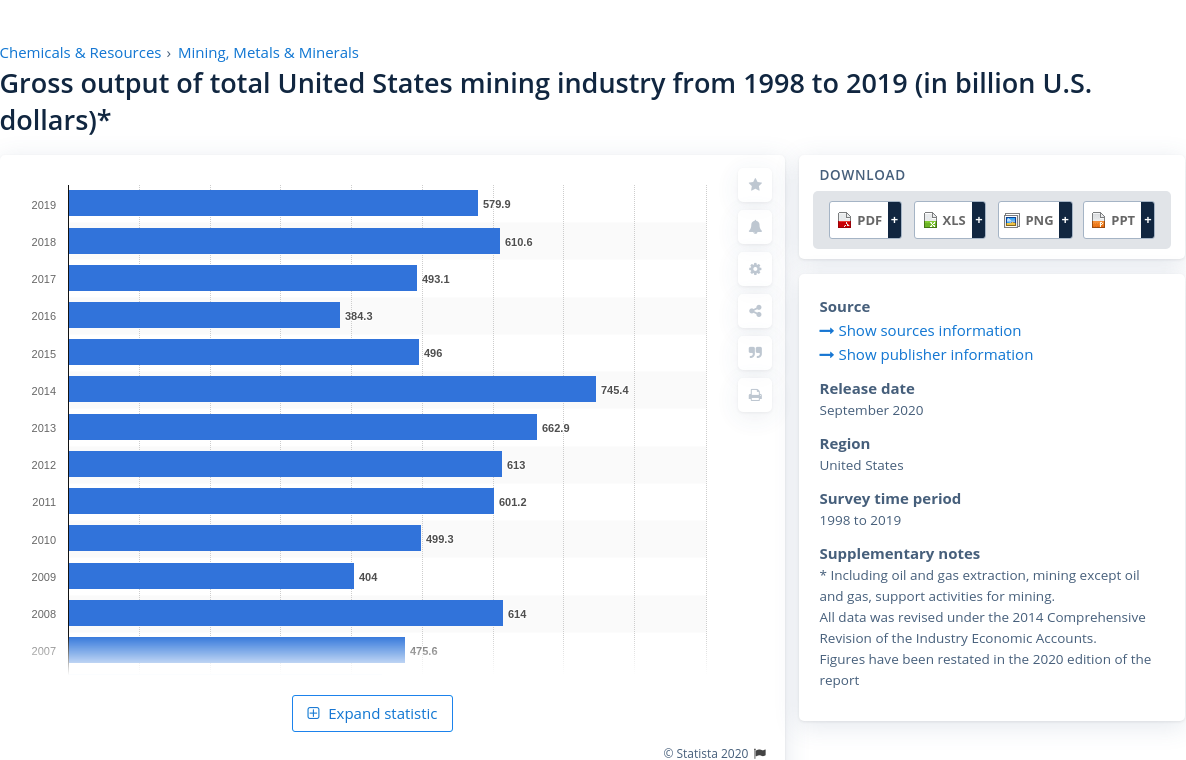 Chemicals & Resources › Mining, Metals & Minerals
Gross output of total United States mining industry from 1998 to 2019 (in billion U.S.
dollars)*
2019 579.9
2018 610.6
2017 493.1
2016 384.3
2015 496
2014 745.4
2013 662.9
2012 613
2011 601.2
2010 499.3
2009 404
2008 614
2007 475.6
Expand statistic
© Statista 2020
DOWNLOAD
PDF + XLS + PNG + PPT +
Source
Show sources information
Show publisher information
Release date
September 2020
Region
United States
Survey time period
1998 to 2019
Supplementary notes
* Including oil and gas extraction, mining except oil
and gas, support activities for mining.
All data was revised under the 2014 Comprehensive
Revision of the Industry Economic Accounts.
Figures have been restated in the 2020 edition of the
report